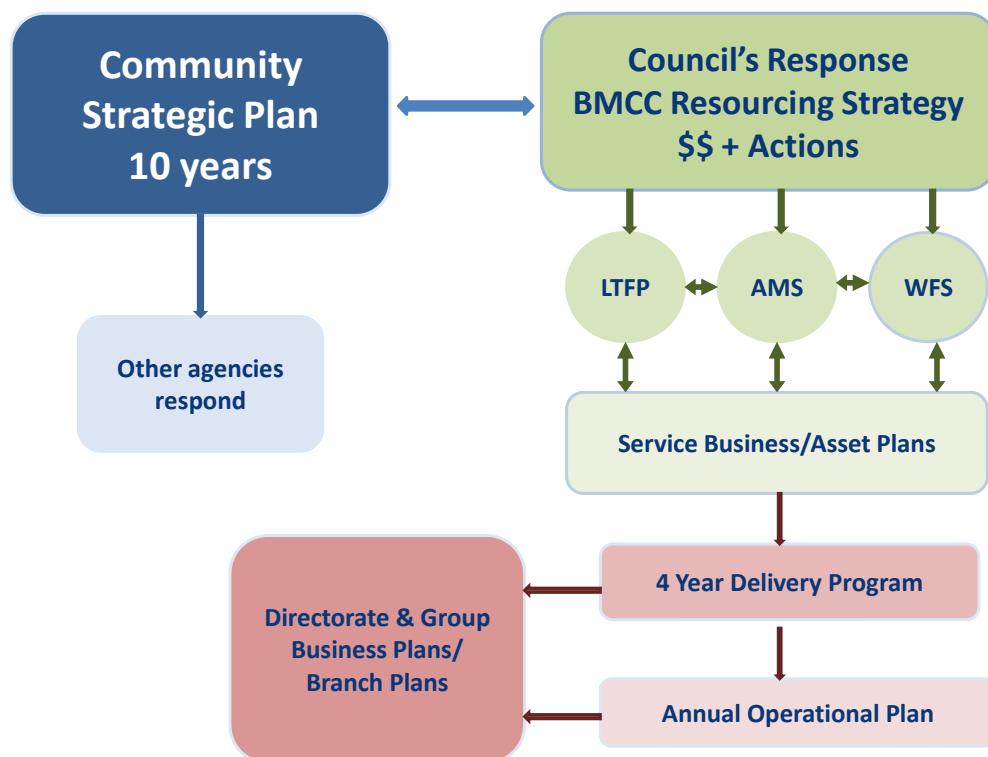 Community
Strategic Plan
10 years
Council’s Response
BMCC Resourcing Strategy
$$ + Actions
LTFP
AMS
WFS
Other agencies
respond
Service Business/Asset Plans
4 Year Delivery Program
Directorate & Group
Business Plans/
Branch Plans
Annual Operational Plan